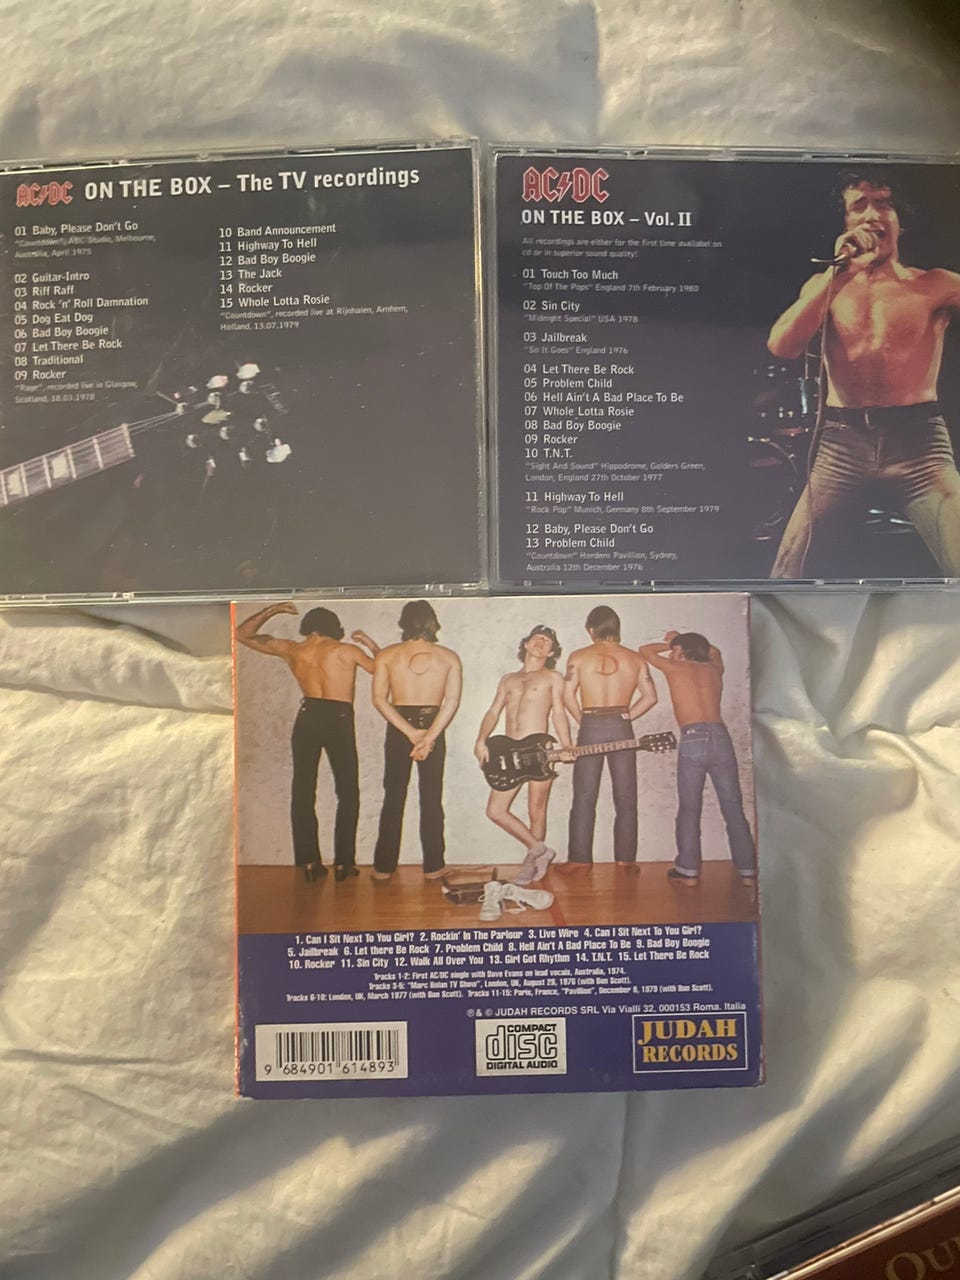 AC/DC ON THE BOX – The TV recordings
01 Baby, Please Don't Go
"Countdown", ABC Studio, Melbourne,
Australia, April 1975
02 Guitar-Intro
03 Riff Raff
04 Rock 'n' Roll Damnation
05 Dog Eat Dog
06 Bad Boy Boogie
07 Let There Be Rock
08 Traditional
09 Rocker
"Rage", recorded live in Glasgow,
Scotland, 18.03.1978
10 Band Announcement
11 Highway To Hell
12 Bad Boy Boogie
13 The Jack
14 Rocker
15 Whole Lotta Rosie
"Countdown", recorded live at Rijnhalen, Arnhem,
Holland, 13.07.1979
AC/DC
ON THE BOX – Vol. II
All recordings are either for the first time availabel on
cd or in superior sound quality!
01 Touch Too Much
"Top Of The Pops" England 7th February 1980
02 Sin City
"Midnight Special" USA 1978
03 Jailbreak
"So It Goes" England 1976
04 Let There Be Rock
05 Problem Child
06 Hell Ain't A Bad Place To Be
07 Whole Lotta Rosie
08 Bad Boy Boogie
09 Rocker
10 T.N.T.
"Sight And Sound" Hippodrome, Golders Green,
London, England 27th October 1977
11 Highway To Hell
"Rock Pop" Munich, Germany 8th September 1979
12 Baby, Please Don't Go
13 Problem Child
"Countdown" Hordern Pavillion, Sydney,
Australia 12th December 1976
1. Can I Sit Next To You Girl? 2. Rockin' In The Parlour 3. Live Wire 4. Can I Sit Next To You Girl?
5. Jailbreak 6. Let there Be Rock 7. Problem Child 8. Hell Ain't A Bad Place To Be 9. Bad Boy Boogie
10. Rocker 11. Sin City 12. Walk All Over You 13. Girl Got Rhythm 14. T.N.T. 15. Let There Be Rock
Tracks 1-2: First AC/DC single with Dave Evans on lead vocals, Australia, 1974.
Tracks 3-5: "Marc Bolan TV Show", London, UK, August 28, 1976 (with Bon Scott).
Tracks 6-10: London, UK, March 1977 (with Bon Scott). Tracks 11-15: Paris, France, "Pavillion", December 9, 1979 (with Bon Scott).
℗ & © JUDAH RECORDS SRL Via Vialli 32, 000153 Roma. Italia
9 684901 614893
COMPACT
disc
DIGITAL AUDIO
JUDAH
RECORDS